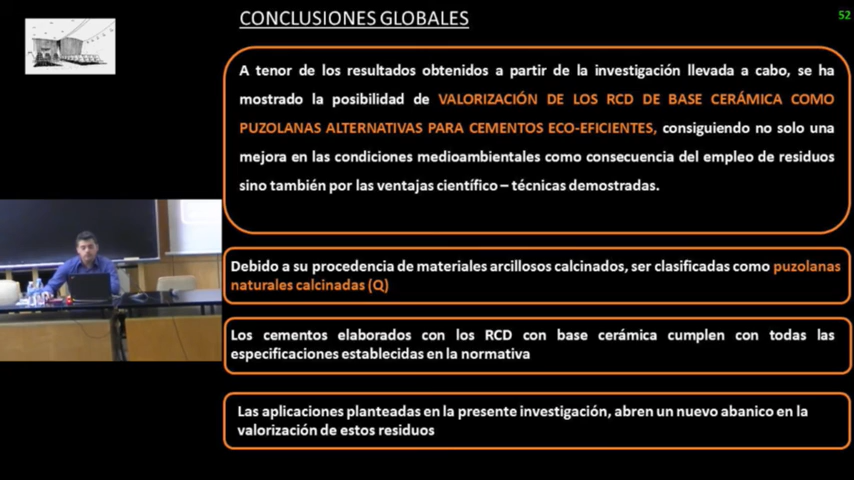 CONCLUSIONES GLOBALES
52
A tenor de los resultados obtenidos a partir de la investigación llevada a cabo, se ha
mostrado la posibilidad de VALORIZACIÓN DE LOS RCD DE BASE CERÁMICA COMO
PUZOLANAS ALTERNATIVAS PARA CEMENTOS ECO-EFICIENTES, consiguiendo no solo una
mejora en las condiciones medioambientales como consecuencia del empleo de residuos
sino también por las ventajas científico – técnicas demostradas.
Debido a su procedencia de materiales arcillosos calcinados, ser clasificadas como puzolanas
naturales calcinadas (Q)
Los cementos elaborados con los RCD con base cerámica cumplen con todas las
especificaciones establecidas en la normativa
Las aplicaciones planteadas en la presente investigación, abren un nuevo abanico en la
valorización de estos residuos